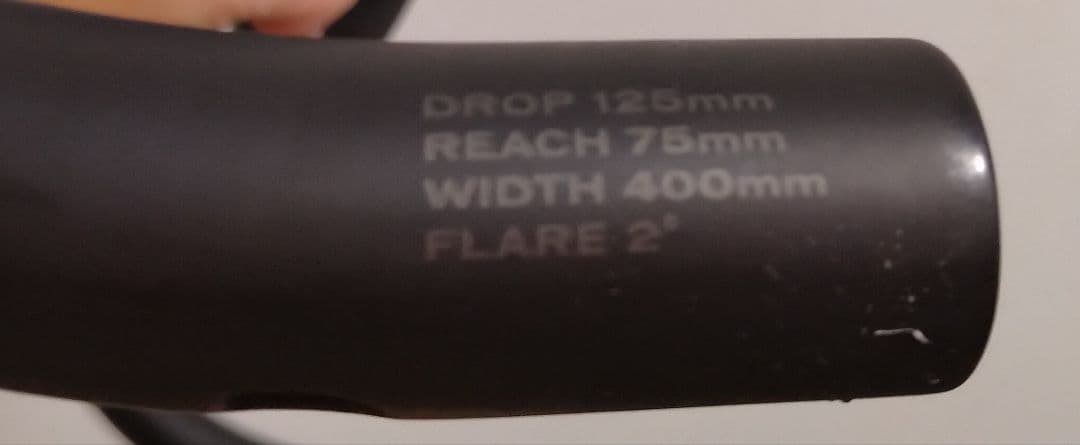 DROP 125mm
REACH 75mm
WIDTH 400mm
FLARE 2°